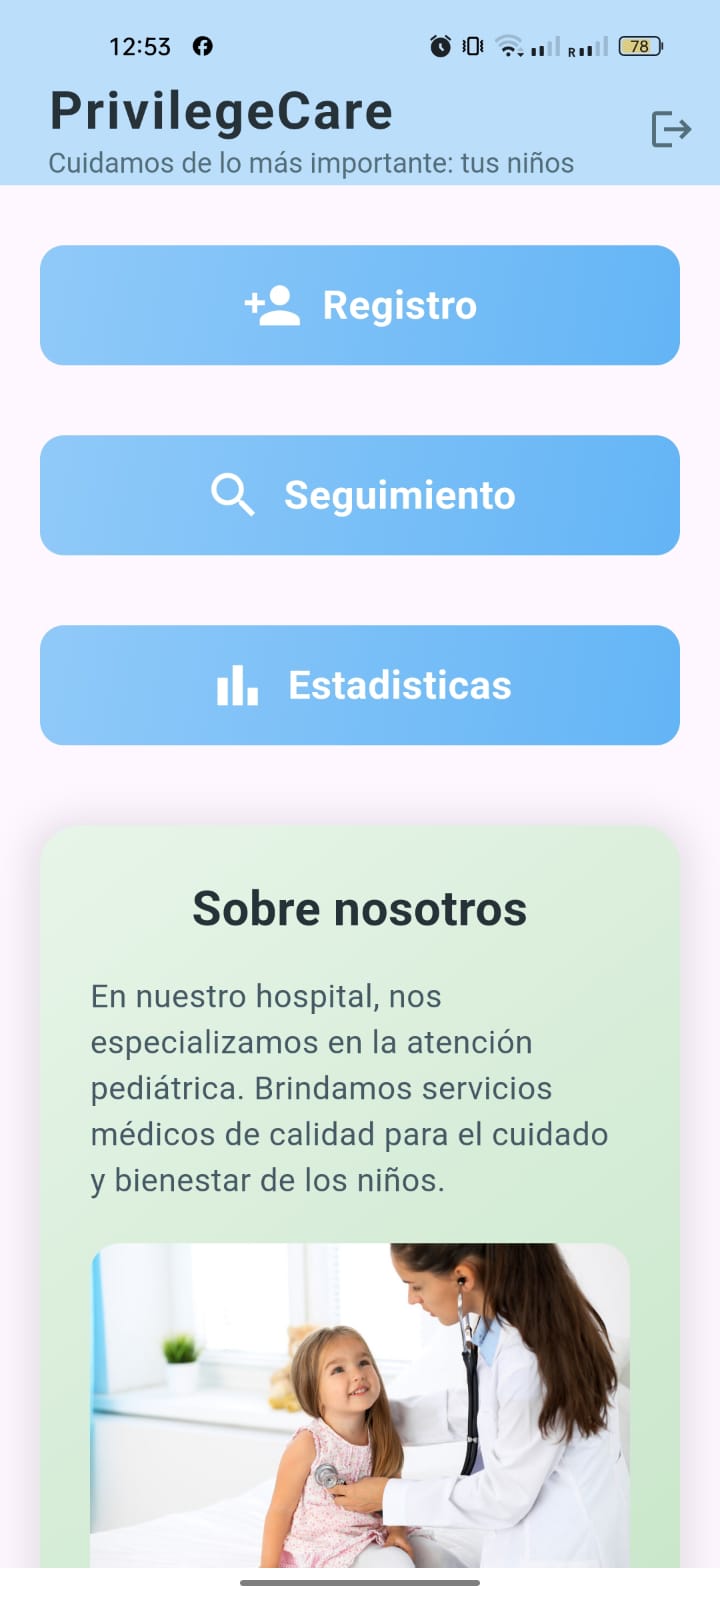 12:53
R
78
PrivilegeCare
Cuidamos de lo más importante: tus niños
Registro
Seguimiento
Estadisticas
Sobre nosotros
En nuestro hospital, nos
especializamos en la atención
pediátrica. Brindamos servicios
médicos de calidad para el cuidado
y bienestar de los niños.